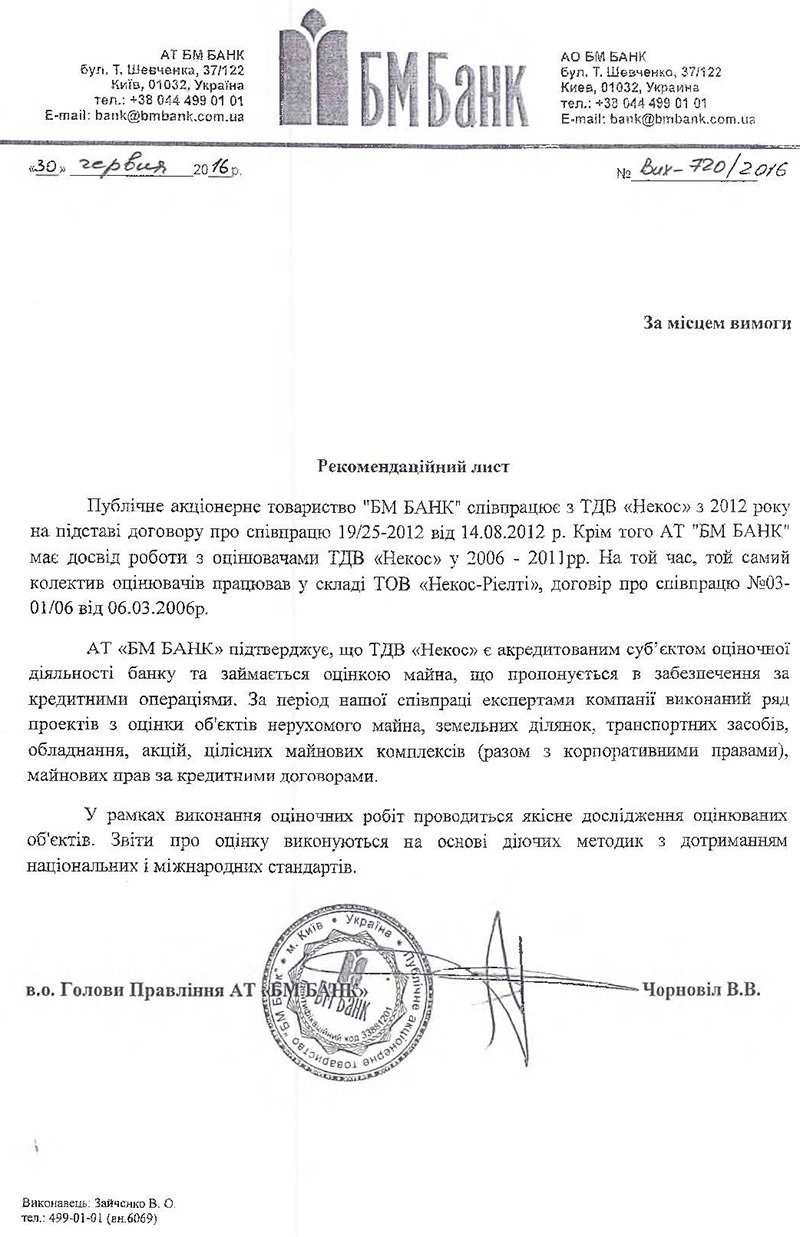 АТ БМ БАНК
бул. Т. Шевченка, 37/122
Київ, 01032, Україна
тел.: +38 044 499 01 01
E-mail: bank@bmbank.com.ua
БМ Банк
АО БМ БАНК
бул. Т. Шевченко, 37/122
Киев, 01032, Украина
тел.: +38 044 499 01 01
E-mail: bank@bmbank.com.ua
«30» червня 2016 р.
№ Вих-720/2016
За місцем вимоги
Рекомендаційний лист
Публічне акціонерне товариство "БМ БАНК" співпрацює з ТДВ «Некос» з 2012 року
на підставі договору про співпрацю 19/25-2012 від 14.08.2012 р. Крім того АТ "БМ БАНК"
має досвід роботи з оцінювачами ТДВ «Некос» у 2006 - 2011рр. На той час, той самий
колектив оцінювачів працював у складі ТОВ «Некос-Ріелті», договір про співпрацю №03-
01/06 від 06.03.2006р.
АТ «БМ БАНК» підтверджує, що ТДВ «Некос» є акредитованим суб’єктом оціночної
діяльності банку та займається оцінкою майна, що пропонується в забезпечення за
кредитними операціями. За період нашої співпраці експертами компанії виконаний ряд
проектів з оцінки об'єктів нерухомого майна, земельних ділянок, транспортних засобів,
обладнання, акцій, цілісних майнових комплексів (разом з корпоративними правами),
майнових прав за кредитними договорами.
У рамках виконання оціночних робіт проводиться якісне дослідження оцінюваних
об'єктів. Звіти про оцінку виконуються на основі діючих методик з дотриманням
національних і міжнародних стандартів.
в.о. Голови Правління АТ «БМ БАНК»
Чорновіл В.В.
м. Київ * Україна * Публічне акціонерне товариство "БМ Банк" *
БМ Банк
Ідентифікаційний код 33881201
Виконавець: Зайченко В. О.
тел.: 499-01-01 (вн.6069)